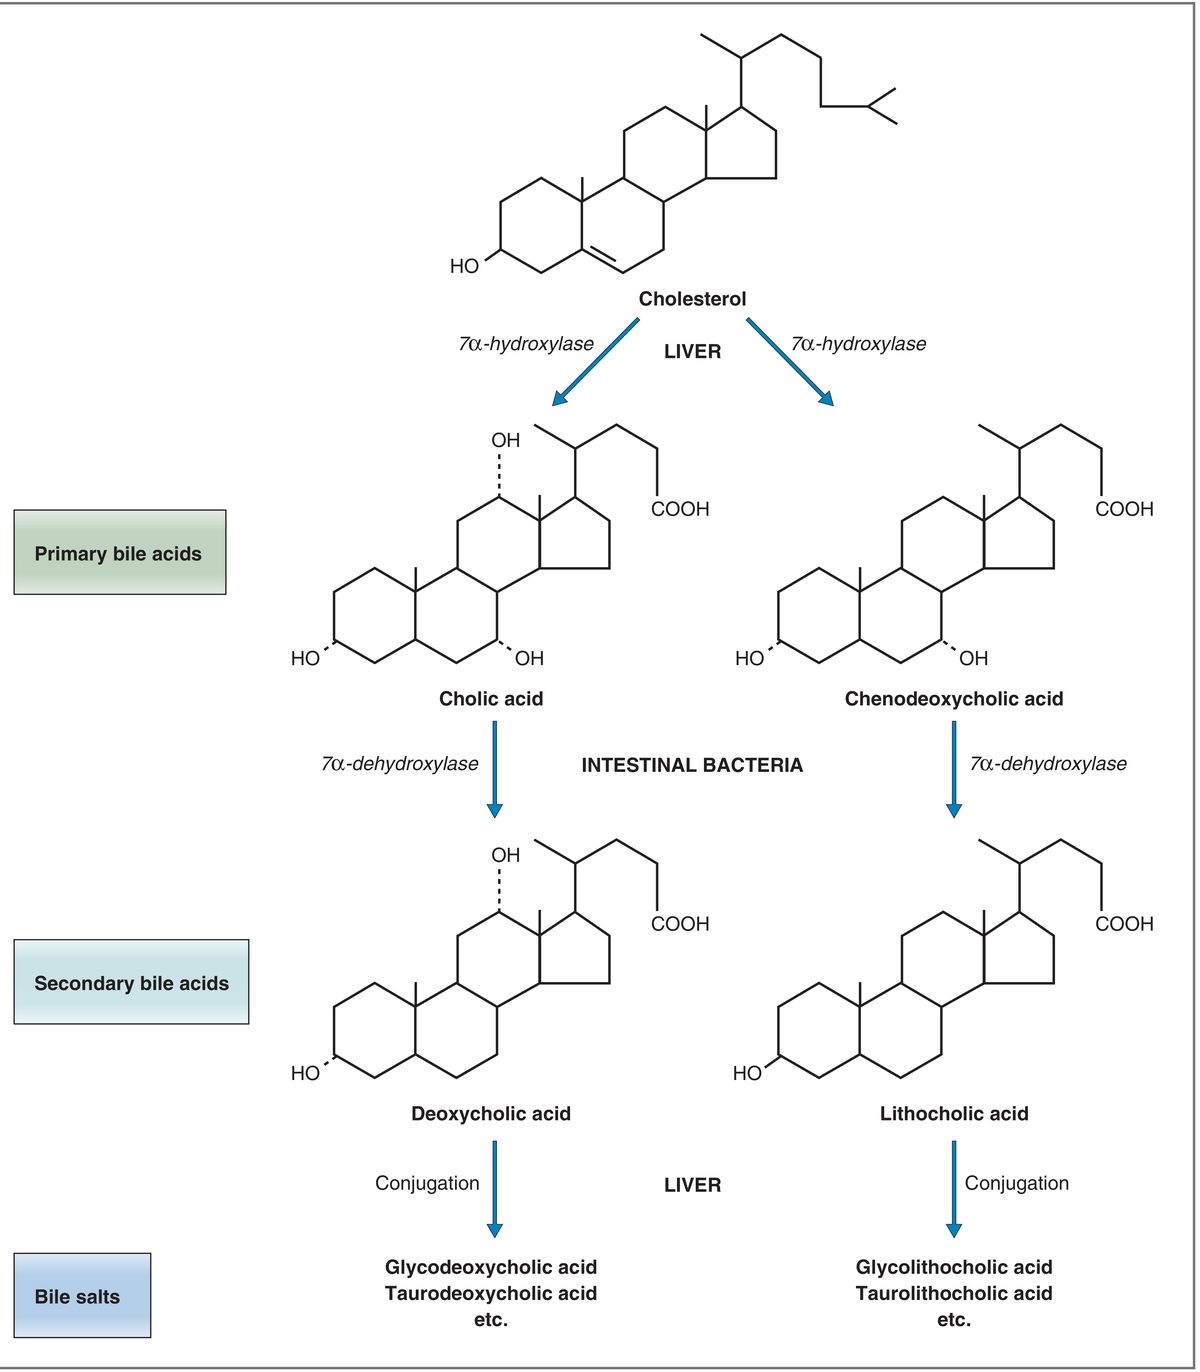 HO
Cholesterol
7α-hydroxylase
LIVER
7α-hydroxylase
OH
COOH
COOH
Primary bile acids
HO
OH
HO
OH
Cholic acid
Chenodeoxycholic acid
7α-dehydroxylase
INTESTINAL BACTERIA
7α-dehydroxylase
OH
COOH
COOH
Secondary bile acids
HO
HO
Deoxycholic acid
Lithocholic acid
Conjugation
LIVER
Conjugation
Bile salts
Glycodeoxycholic acid
Taurodeoxycholic acid
etc.
Glycolithocholic acid
Taurolithocholic acid
etc.